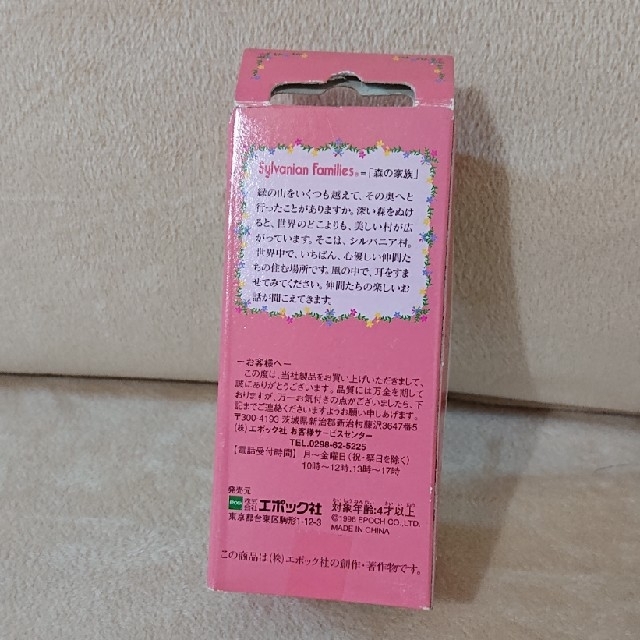 Sylvanian Families®=「森の家族」
緑の山をいくつも越えて、その奥へと
行ったことがありますか。深い森をぬけ
ると、世界のどこよりも、美しい村が広
がっています。そこは、シルバニア村。
世界中で、いちばん、心優しい仲間た
ちの住む場所です。風の中で、耳をすま
せてみてください。仲間たちの楽しいお
話が聞こえてきます。
―お客様へ―
この度は、当社製品をお買い上げいただきまして、
誠にありがとうございます。品質には万全を期して
おりますが、万一お気付きの点がございましたら、下
記までご連絡くださいますようお願い申しあげます。
〒300-4193 茨城県新治郡新治村藤沢3647番5
(株)エポック社 お客様サービスセンター
TEL.0298-62-5225
【電話受付時間】 月〜金曜日(祝・祭日を除く)
10時〜12時、13時〜17時
発売元
株式会社 エポック社
東京都台東区駒形1-12-3
対象年齢:4才以上
©1996 EPOCH CO., LTD.
MADE IN CHINA
この商品は(株)エポック社の創作・著作物です。